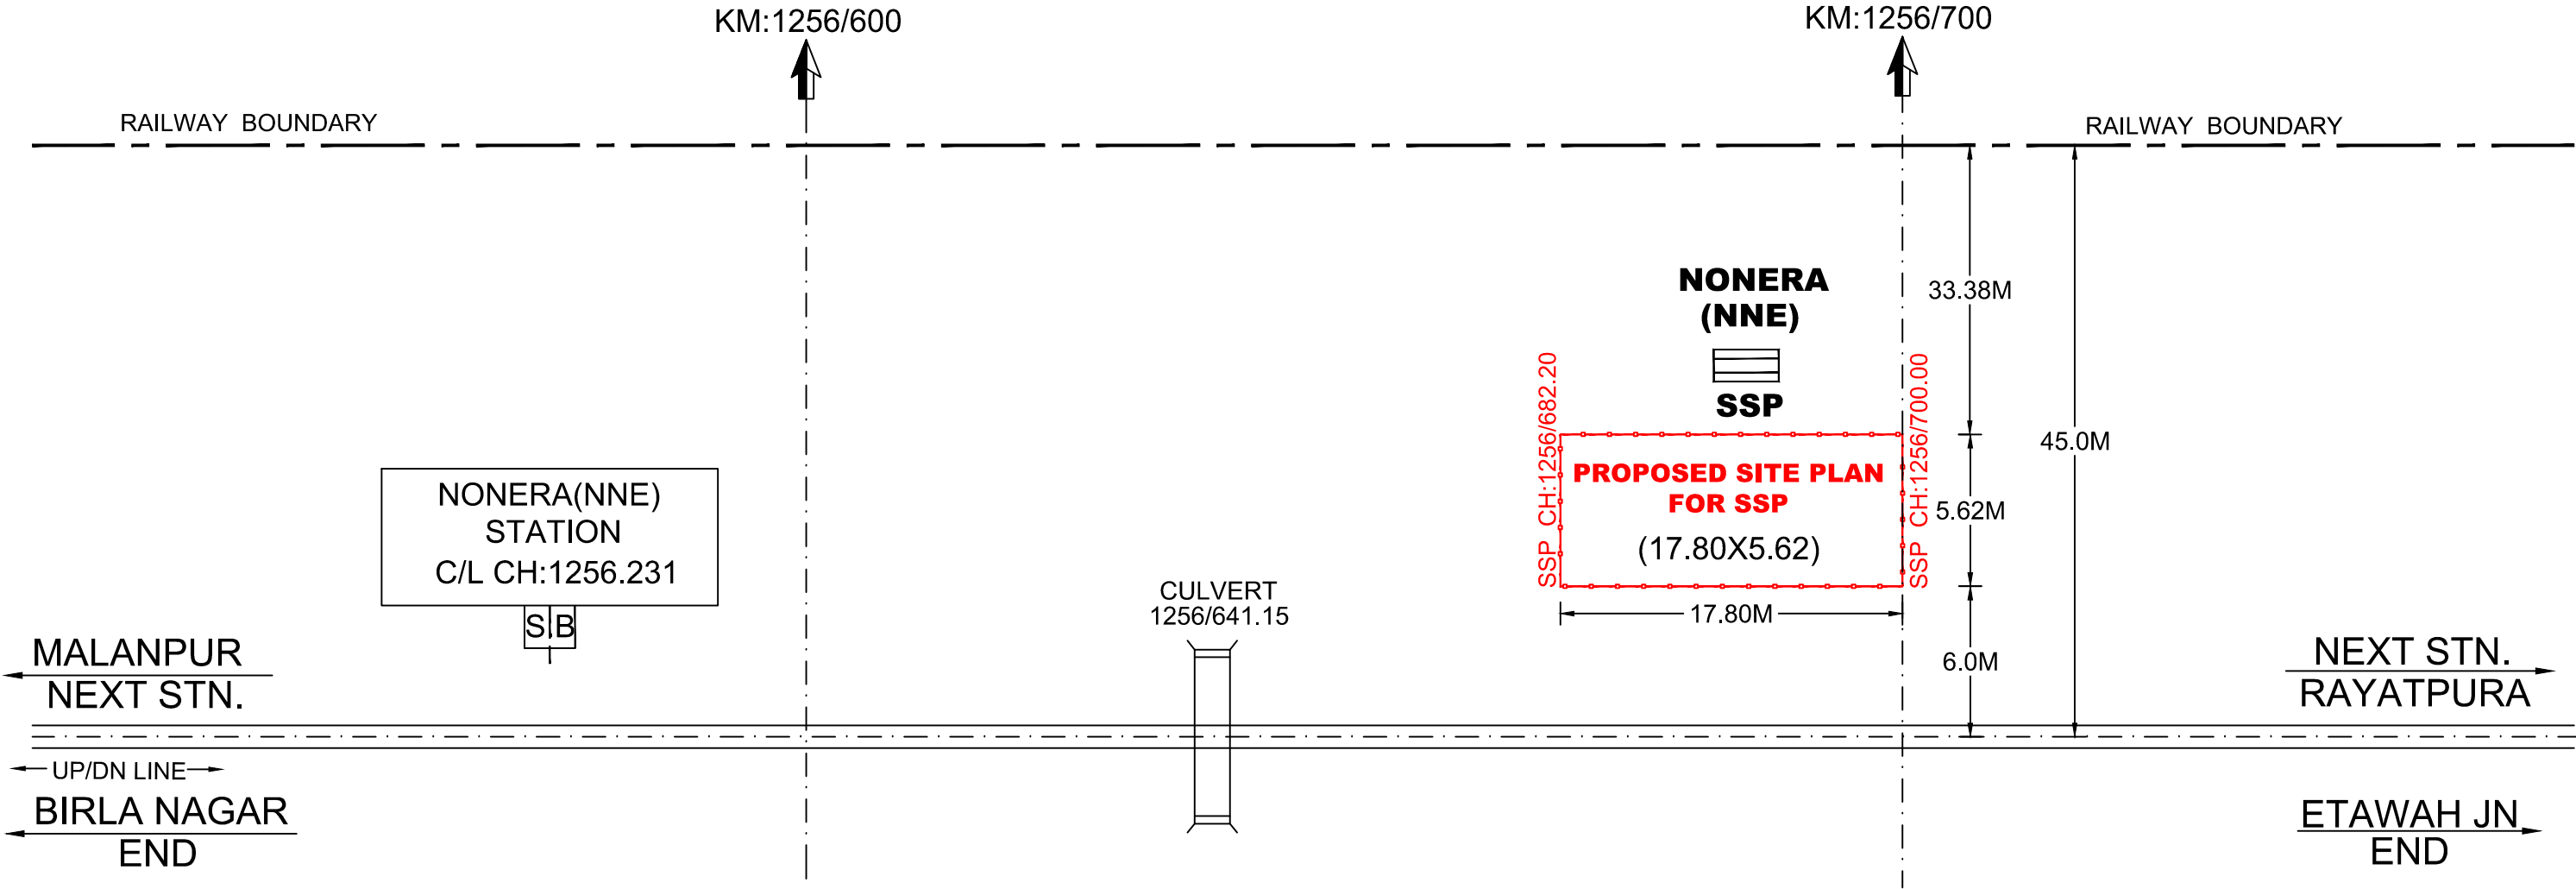 KM:1256/600
KM:1256/700
RAILWAY BOUNDARY
RAILWAY BOUNDARY
33.38M
45.0M
5.62M
6.0M
NONERA
(NNE)
SSP
SSP CH:1256/682.20
SSP CH:1256/700.00
PROPOSED SITE PLAN
FOR SSP
(17.80X5.62)
17.80M
NONERA(NNE)
STATION
C/L CH:1256.231
SB
CULVERT
1256/641.15
MALANPUR
NEXT STN.
NEXT STN.
RAYATPURA
UP/DN LINE
BIRLA NAGAR
END
ETAWAH JN
END